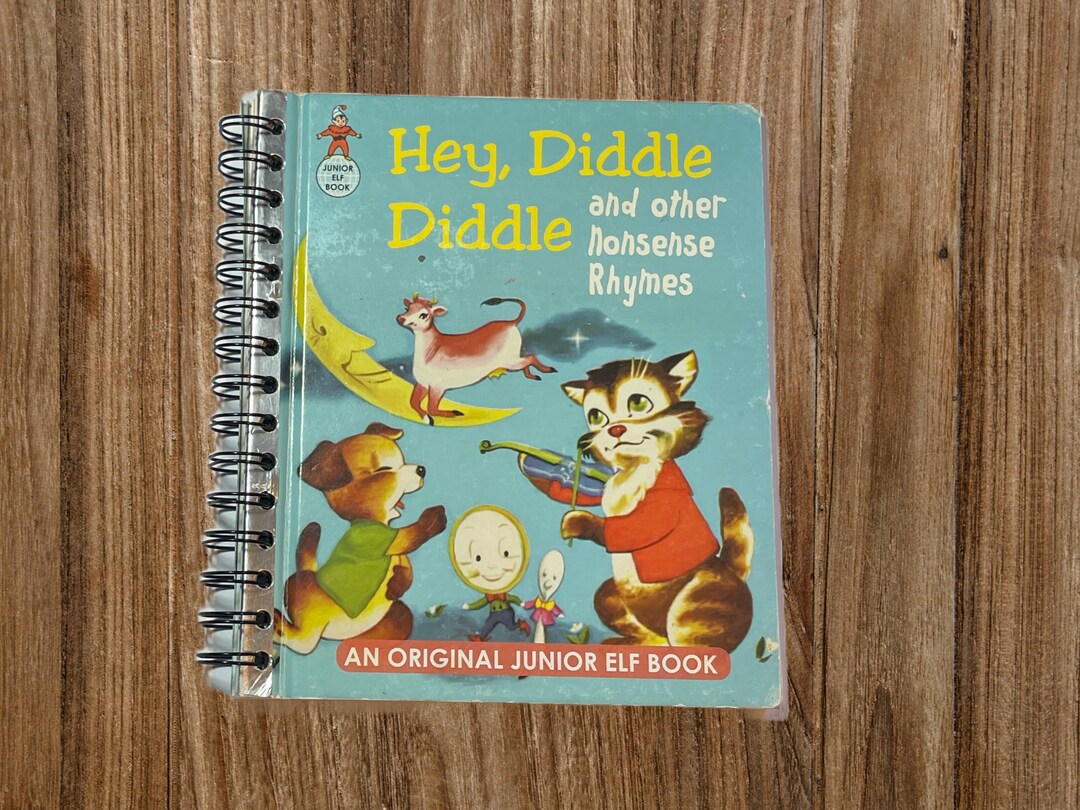 JUNIOR
ELF
BOOK
Hey, Diddle
Diddle
and other
Nonsense
Rhymes
AN ORIGINAL JUNIOR ELF BOOK